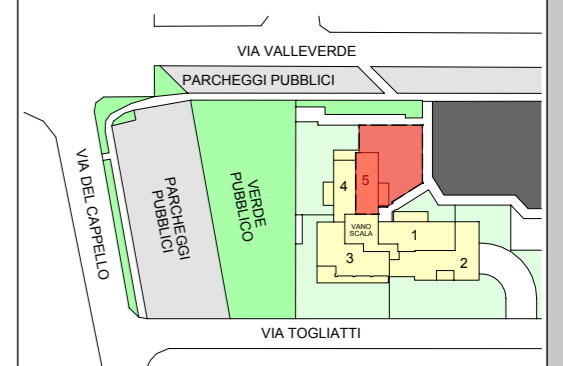 VIA VALLEVERDE
PARCHEGGI PUBBLICI
VIA DEL CAPPELLO
PARCHEGGI
PUBBLICI
VERDE
PUBBLICO
4
5
VANO
SCALA
1
3
2
VIA TOGLIATTI